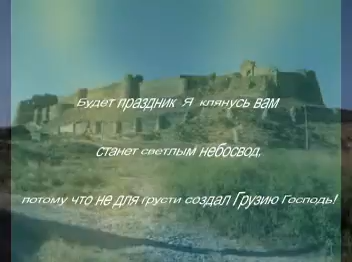 Будет праздник Я клянусь вам
станет светлым небосвод,
потому что не для грусти создал Грузию Господь!